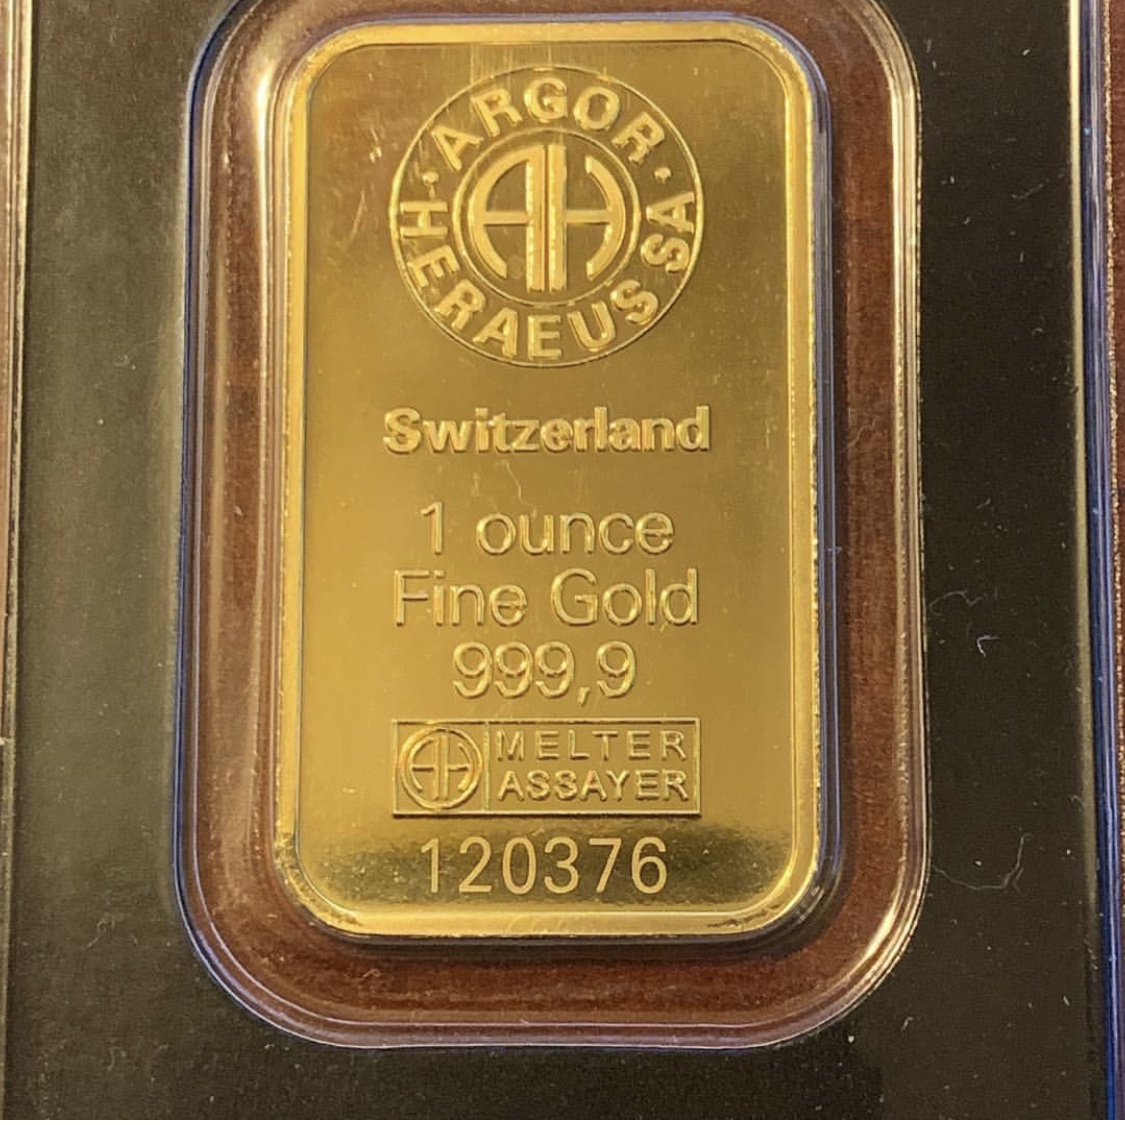 ARGOR
HERAEUS SA
AH
Switzerland
1 ounce
Fine Gold
999,9
AH MELTER
ASSAYER
120376